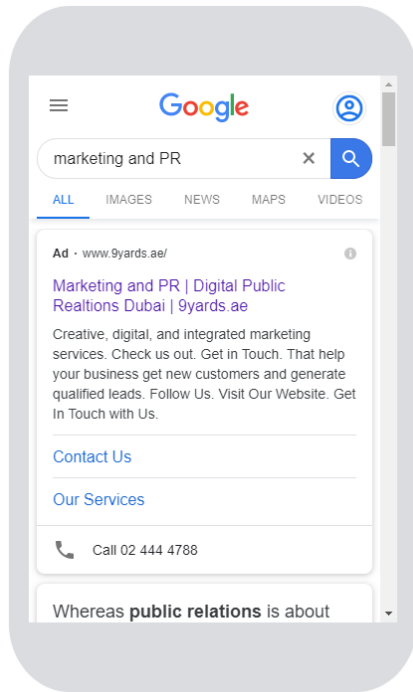 Google
marketing and PR
ALL IMAGES NEWS MAPS VIDEOS
Ad · www.9yards.ae/
Marketing and PR | Digital Public
Realtions Dubai | 9yards.ae
Creative, digital, and integrated marketing
services. Check us out. Get in Touch. That help
your business get new customers and generate
qualified leads. Follow Us. Visit Our Website. Get
In Touch with Us.
Contact Us
Our Services
Call 02 444 4788
Whereas public relations is about